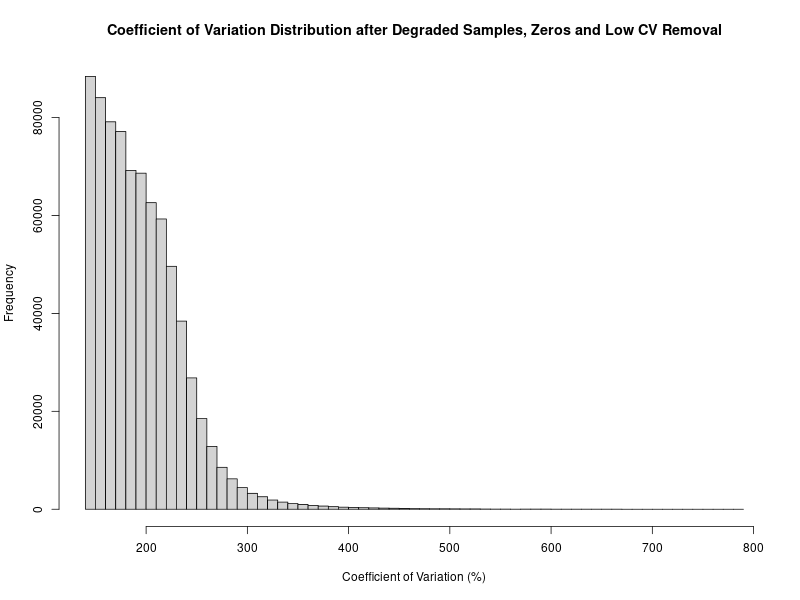 Coefficient of Variation Distribution after Degraded Samples, Zeros and Low CV Removal
Frequency
80000
60000
40000
20000
0
200 300 400 500 600 700 800
Coefficient of Variation (%)